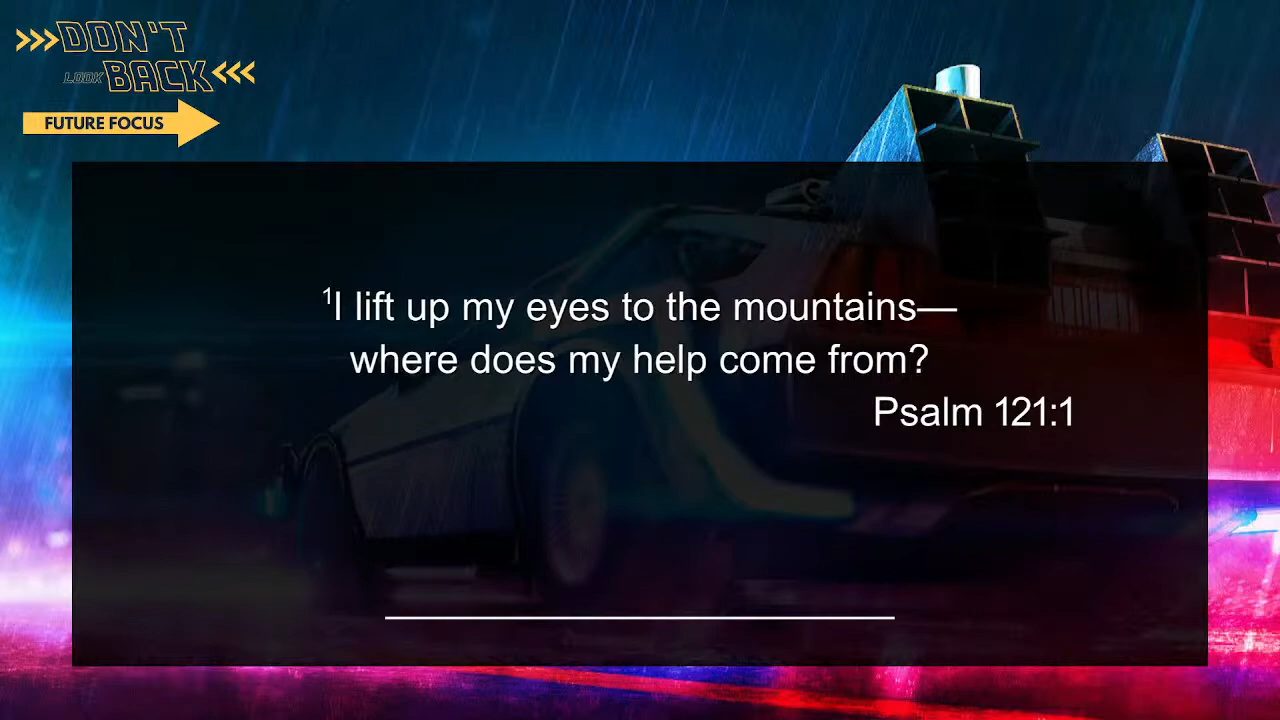 >>>DON'T
LOOK BACK<<<
FUTURE FOCUS
¹I lift up my eyes to the mountains—
where does my help come from?
Psalm 121:1